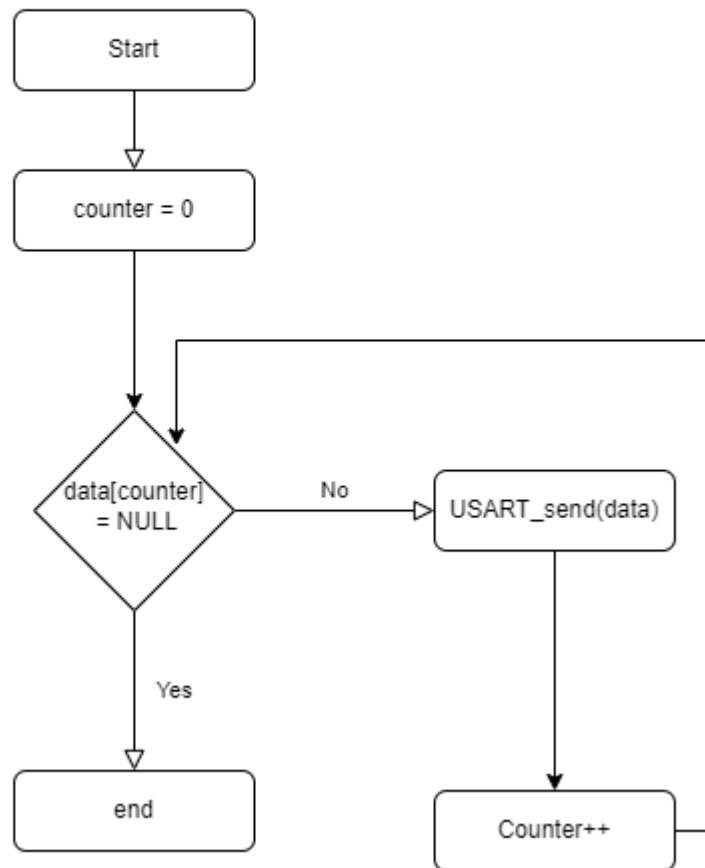 Start
counter = 0
data[counter]
= NULL
No
USART_send(data)
Yes
end
Counter++